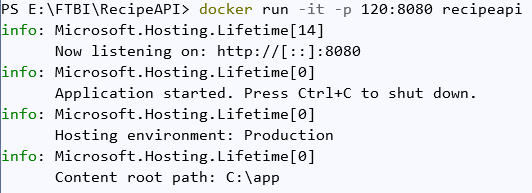 PS E:\FTBI\RecipeAPI> docker run -it -p 120:8080 recipeapi
info: Microsoft.Hosting.Lifetime[14]
Now listening on: http://[::]:8080
info: Microsoft.Hosting.Lifetime[0]
Application started. Press Ctrl+C to shut down.
info: Microsoft.Hosting.Lifetime[0]
Hosting environment: Production
info: Microsoft.Hosting.Lifetime[0]
Content root path: C:\app